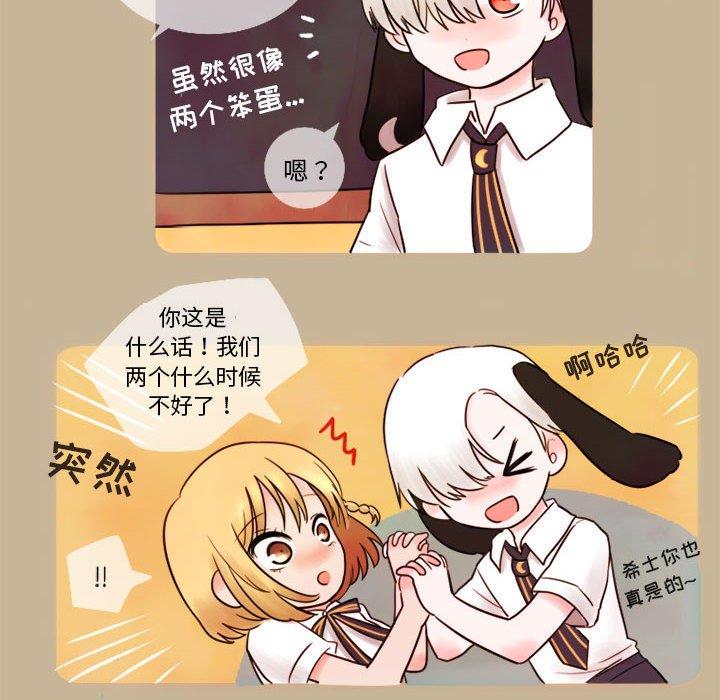 虽然很像
两个笨蛋…
嗯？
你这是
什么话！我们
两个什么时候
不好了！
啊哈哈
突然
!!
希士你也
真是的~